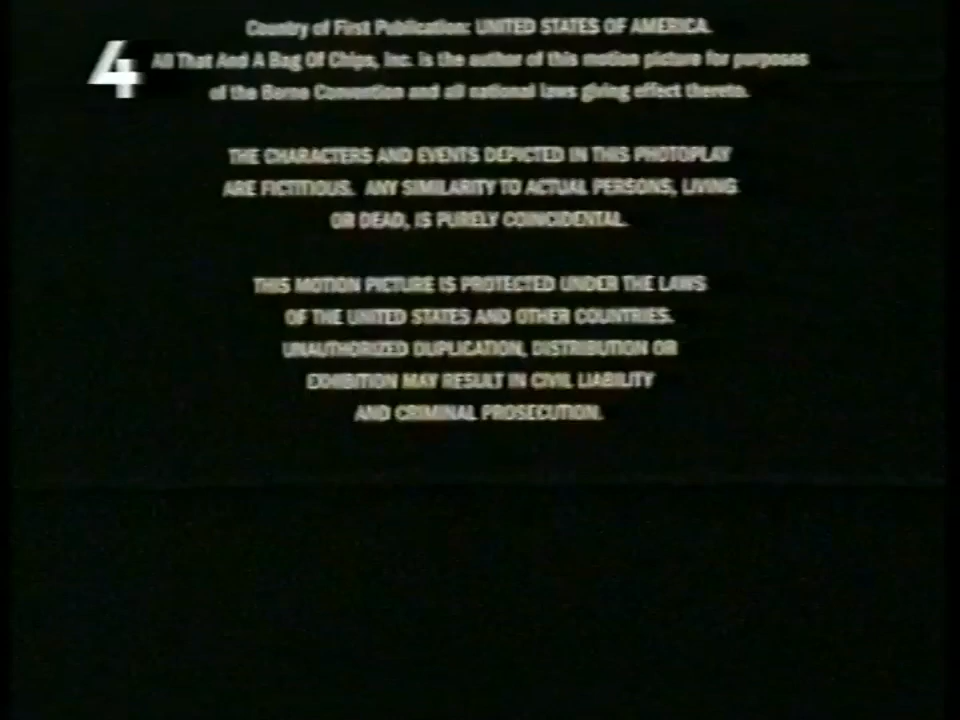 Country of First Publication: UNITED STATES OF AMERICA.
4
All That And A Bag Of Chips, Inc. is the author of this motion picture for purposes
of the Berne Convention and all national laws giving effect thereto.
THE CHARACTERS AND EVENTS DEPICTED IN THIS PHOTOPLAY
ARE FICTITIOUS. ANY SIMILARITY TO ACTUAL PERSONS, LIVING
OR DEAD, IS PURELY COINCIDENTAL.
THIS MOTION PICTURE IS PROTECTED UNDER THE LAWS
OF THE UNITED STATES AND OTHER COUNTRIES.
UNAUTHORIZED DUPLICATION, DISTRIBUTION OR
EXHIBITION MAY RESULT IN CIVIL LIABILITY
AND CRIMINAL PROSECUTION.